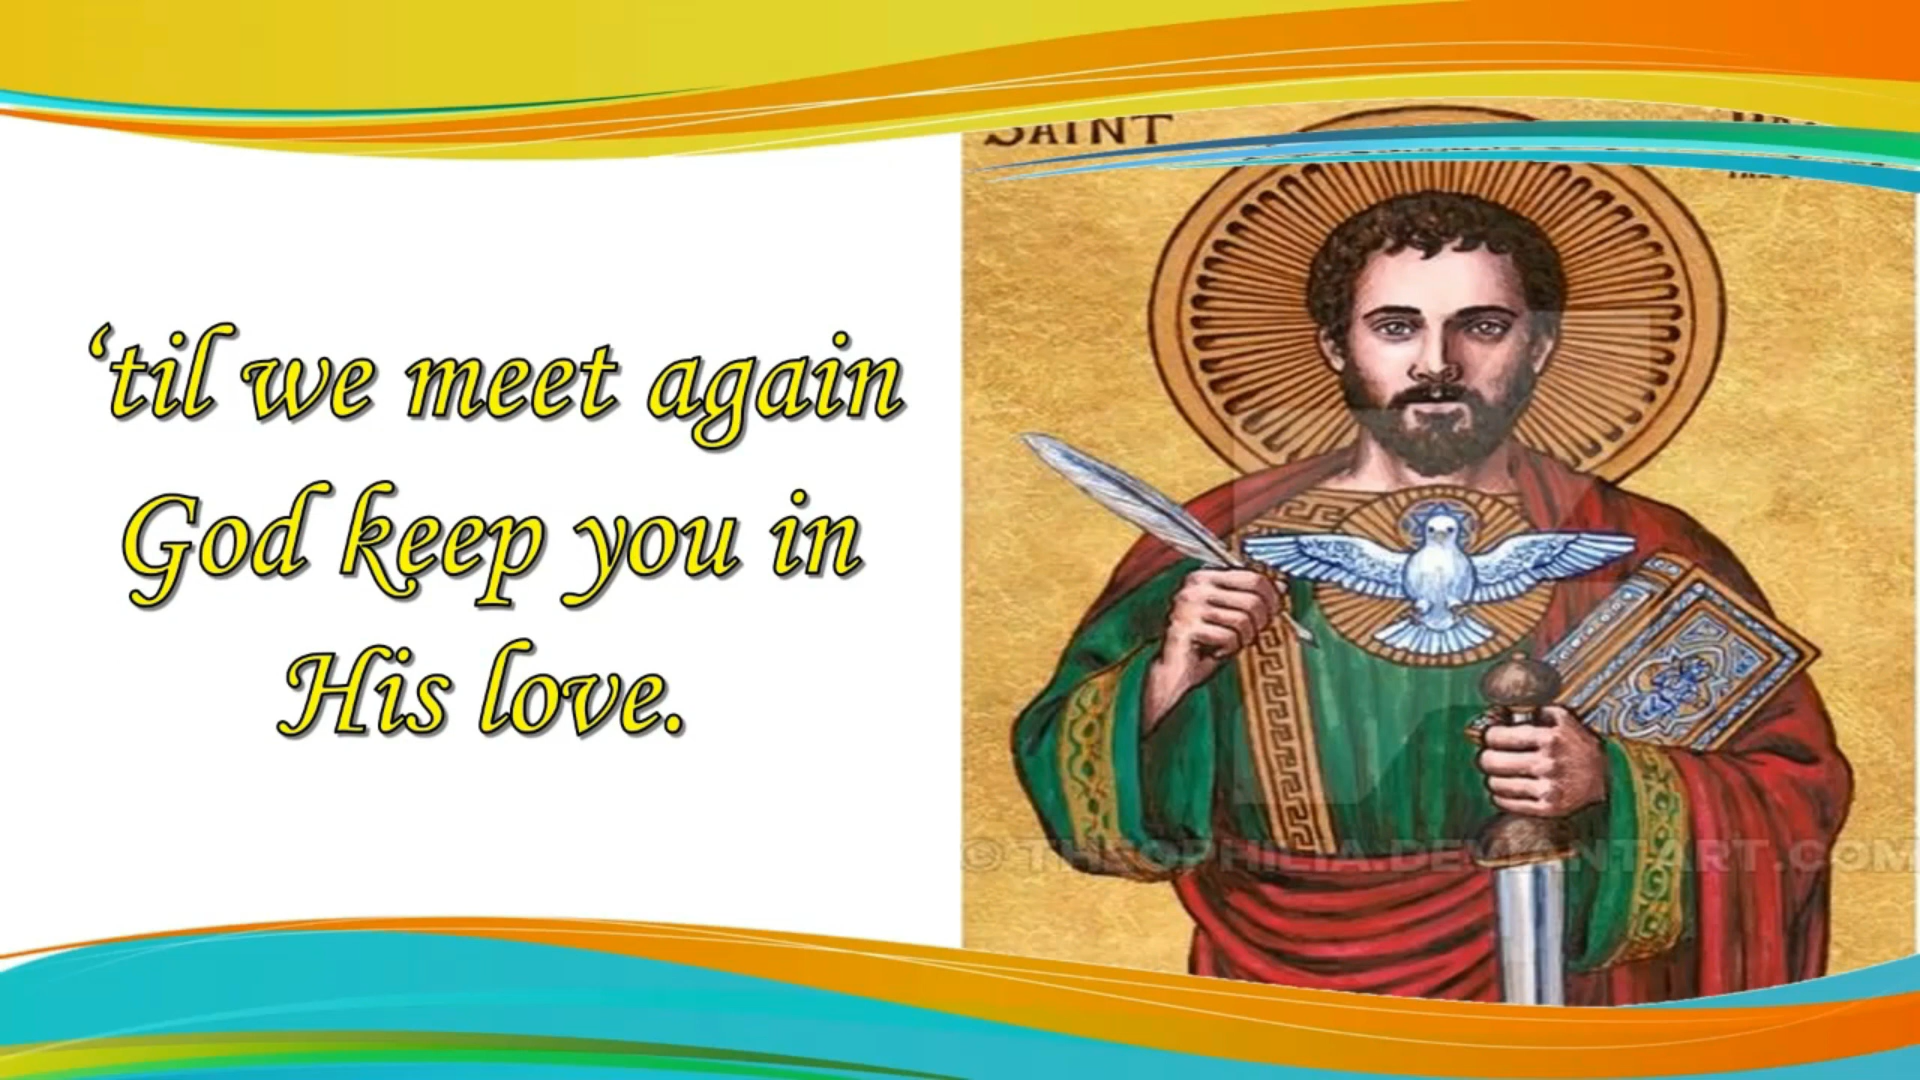 ‘til we meet again
God keep you in
His love.
SAINT
© THEOPHILIA.DEVIANTART.COM